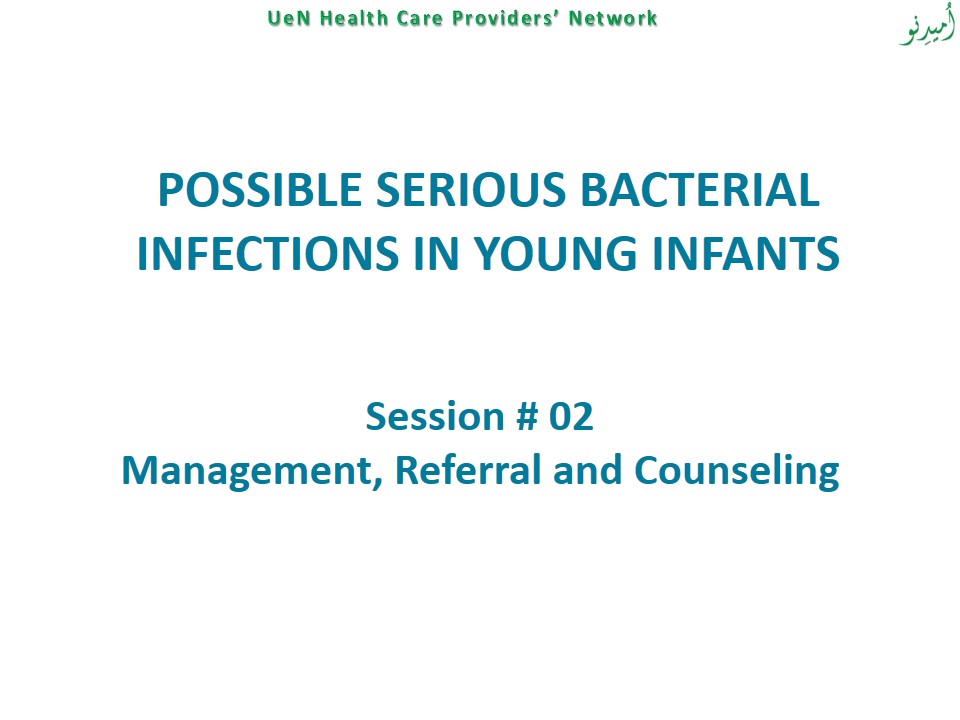 UeN Health Care Providers’ Network
اُمیدِنو
POSSIBLE SERIOUS BACTERIAL
INFECTIONS IN YOUNG INFANTS
Session # 02
Management, Referral and Counseling